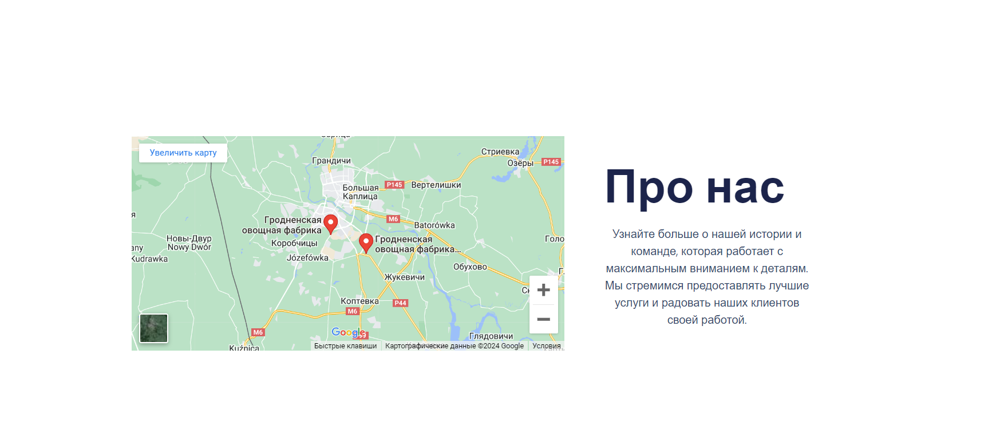 Увеличить карту
Стриевка
Озёры
P145
Грандичи
Большая
Каплица
P145
Вертелишки
я
Гродненская
овощная фабрика
M6
Batorówka
Новы-Двур
Nowy Dwór
Коробчицы
Гродненская
овощная фабрика...
Голо
any
Kudrawka
Józefówka
Обухово
Жукевичи
Коптевка
P44
M6
M6
Google
Глядовичи
Kuźnica
Быстрые клавиши
Картографические данные ©2024 Google
Условия
Про нас
Узнайте больше о нашей истории и
команде, которая работает с
максимальным вниманием к деталям.
Мы стремимся предоставлять лучшие
услуги и радовать наших клиентов
своей работой.